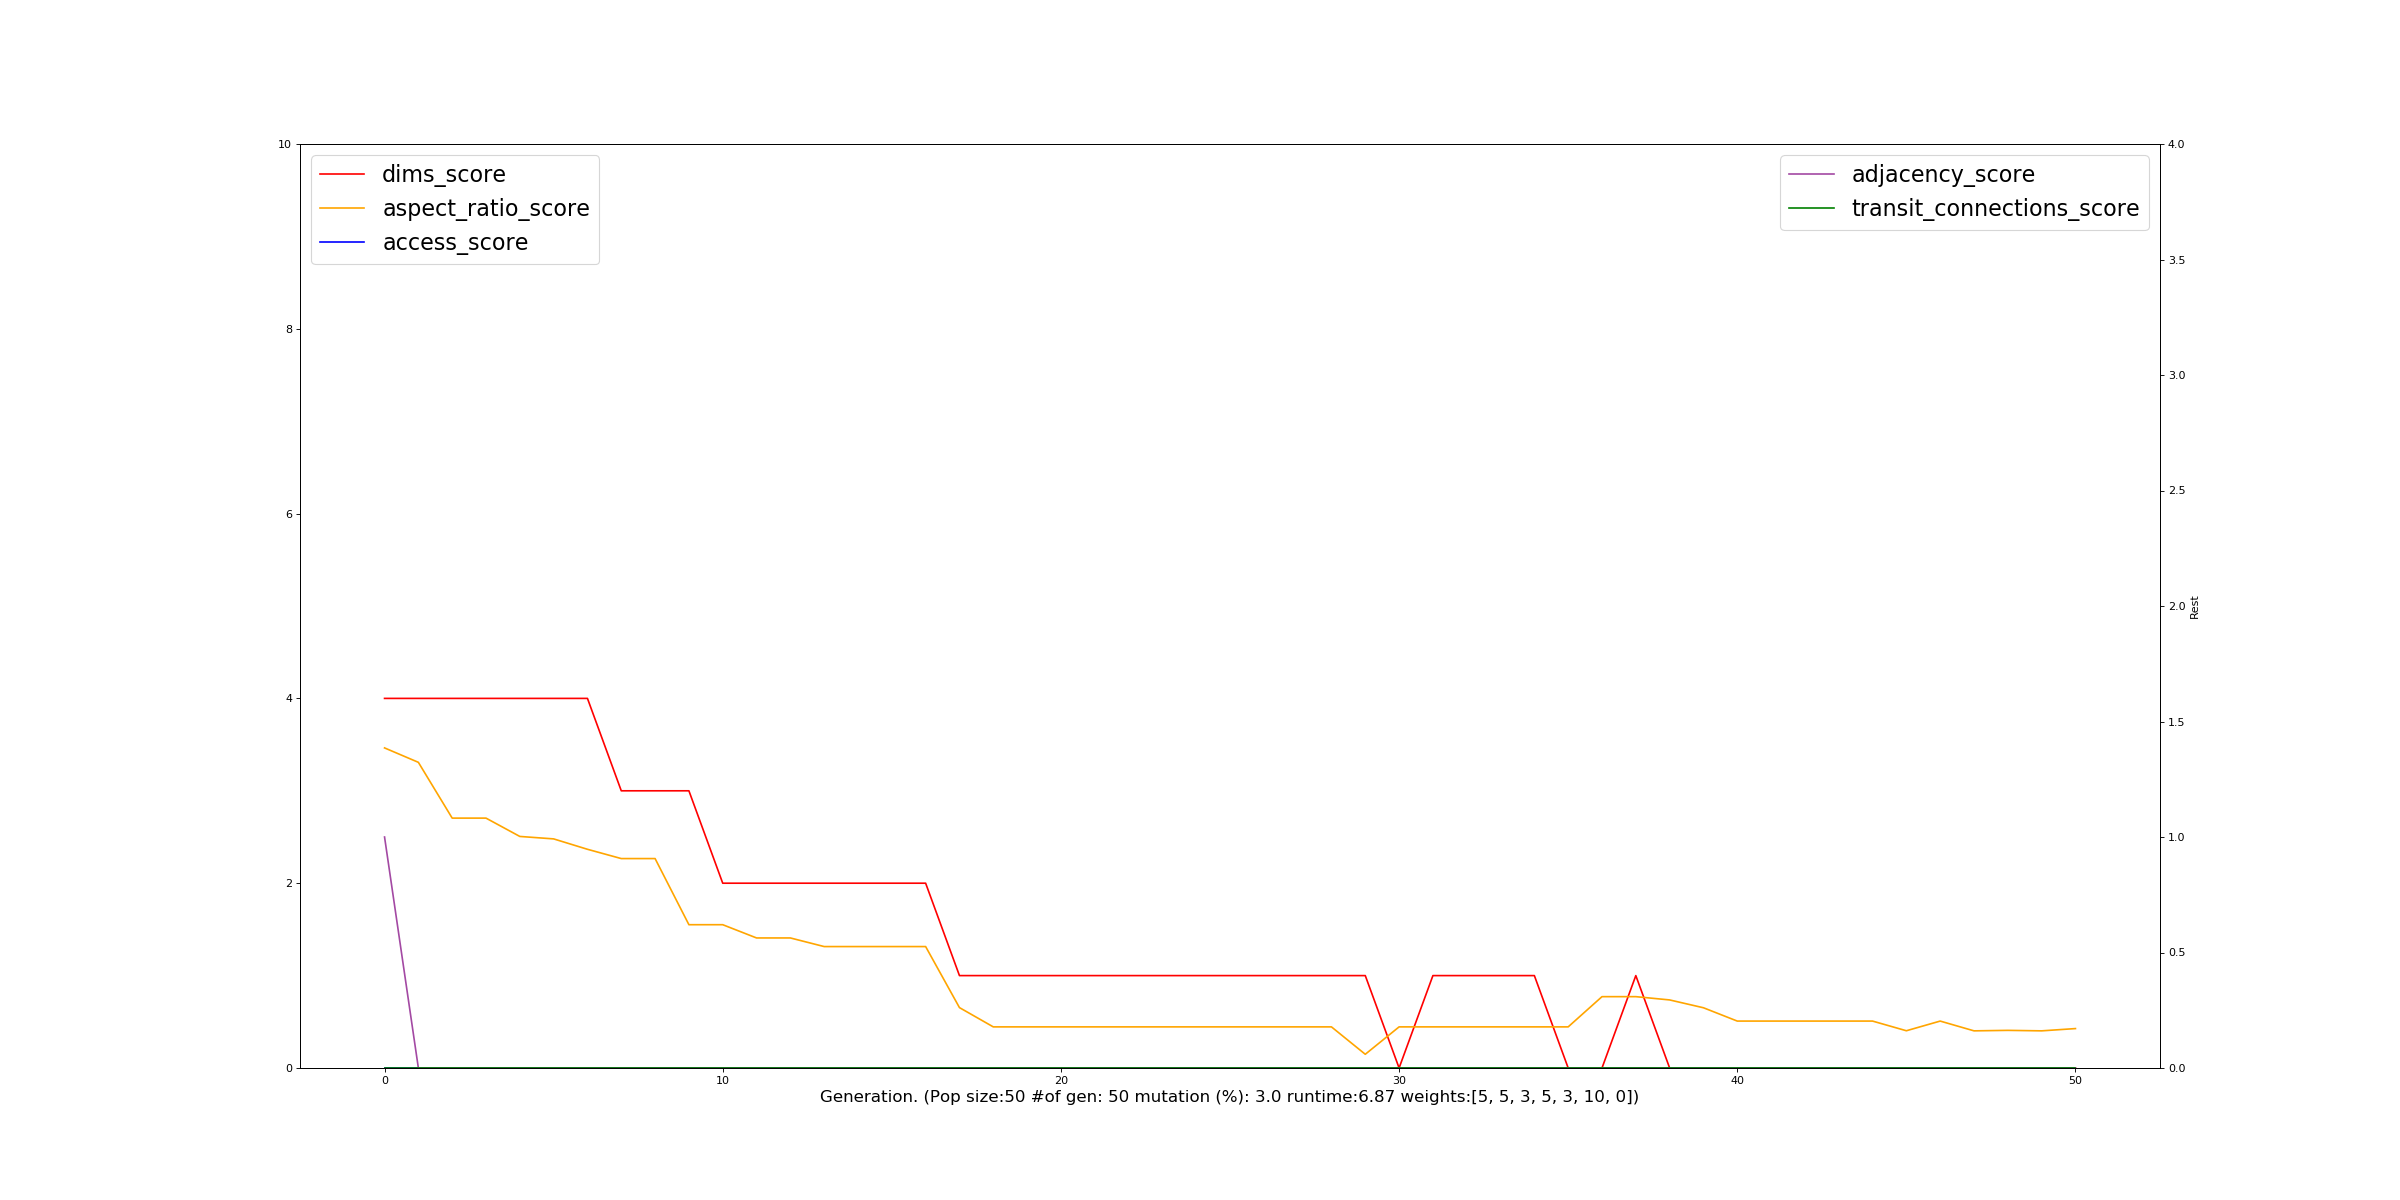 dims_score
aspect_ratio_score
access_score
adjacency_score
transit_connections_score
10
8
6
4
2
0
4.0
3.5
3.0
2.5
2.0
1.5
1.0
0.5
0.0
Rest
0 10 20 30 40 50
Generation. (Pop size:50 #of gen: 50 mutation (%): 3.0 runtime:6.87 weights:[5, 5, 3, 5, 3, 10, 0])